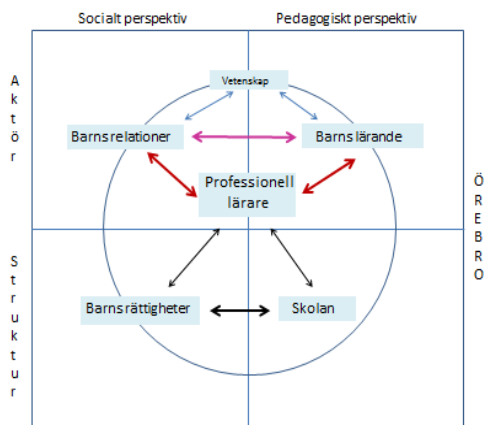 Socialt perspektiv
Pedagogiskt perspektiv
Aktör
Vetenskap
Barns relationer
Barns lärande
Professionell
lärare
ÖREBRO
Struktur
Barns rättigheter
Skolan